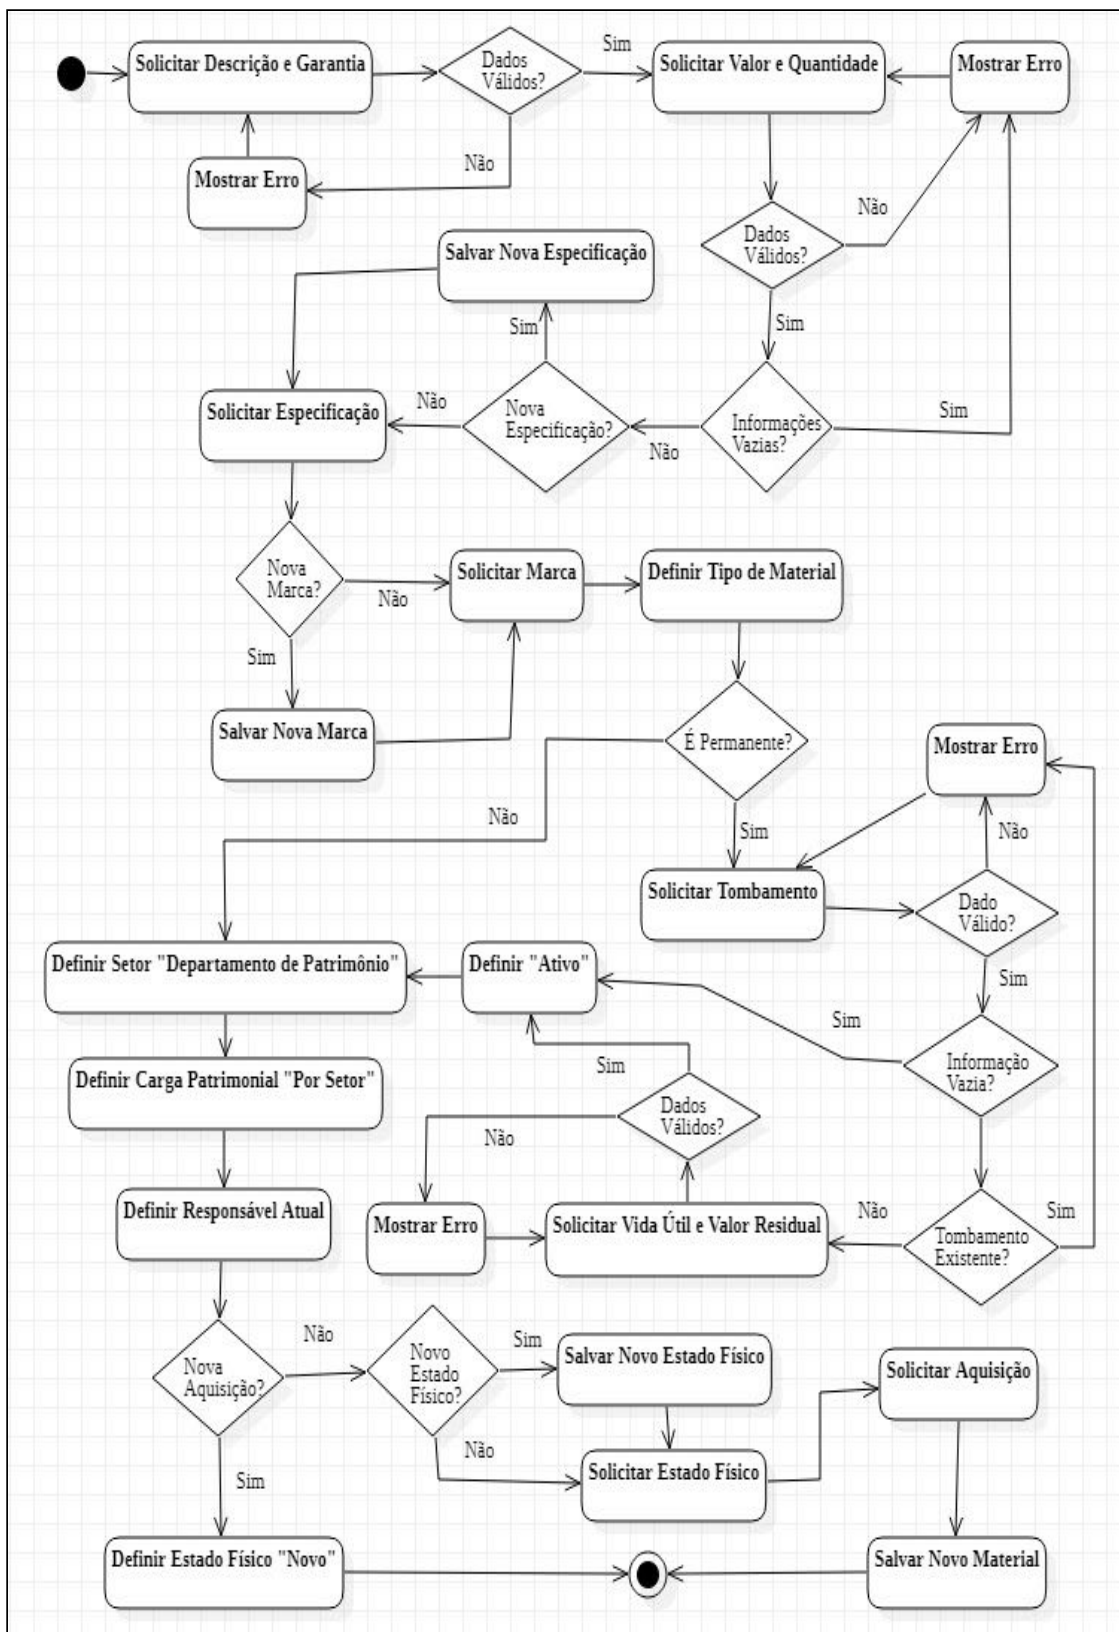 Solicitar Descrição e Garantia
Dados
Válidos?
Sim
Solicitar Valor e Quantidade
Mostrar Erro
Não
Mostrar Erro
Dados
Válidos?
Não
Salvar Nova Especificação
Sim
Sim
Solicitar Especificação
Não
Nova
Especificação?
Não
Informações
Vazias?
Sim
Nova
Marca?
Não
Solicitar Marca
Definir Tipo de Material
Sim
Salvar Nova Marca
É Permanente?
Mostrar Erro
Não
Sim
Não
Solicitar Tombamento
Dado
Válido?
Definir Setor "Departamento de Patrimônio"
Definir "Ativo"
Sim
Sim
Informação
Vazia?
Definir Carga Patrimonial "Por Setor"
Sim
Dados
Válidos?
Não
Definir Responsável Atual
Mostrar Erro
Solicitar Vida Útil e Valor Residual
Não
Tombamento
Existente?
Sim
Nova
Aquisição?
Não
Novo
Estado
Físico?
Sim
Salvar Novo Estado Físico
Solicitar Aquisição
Não
Solicitar Estado Físico
Sim
Definir Estado Físico "Novo"
Salvar Novo Material